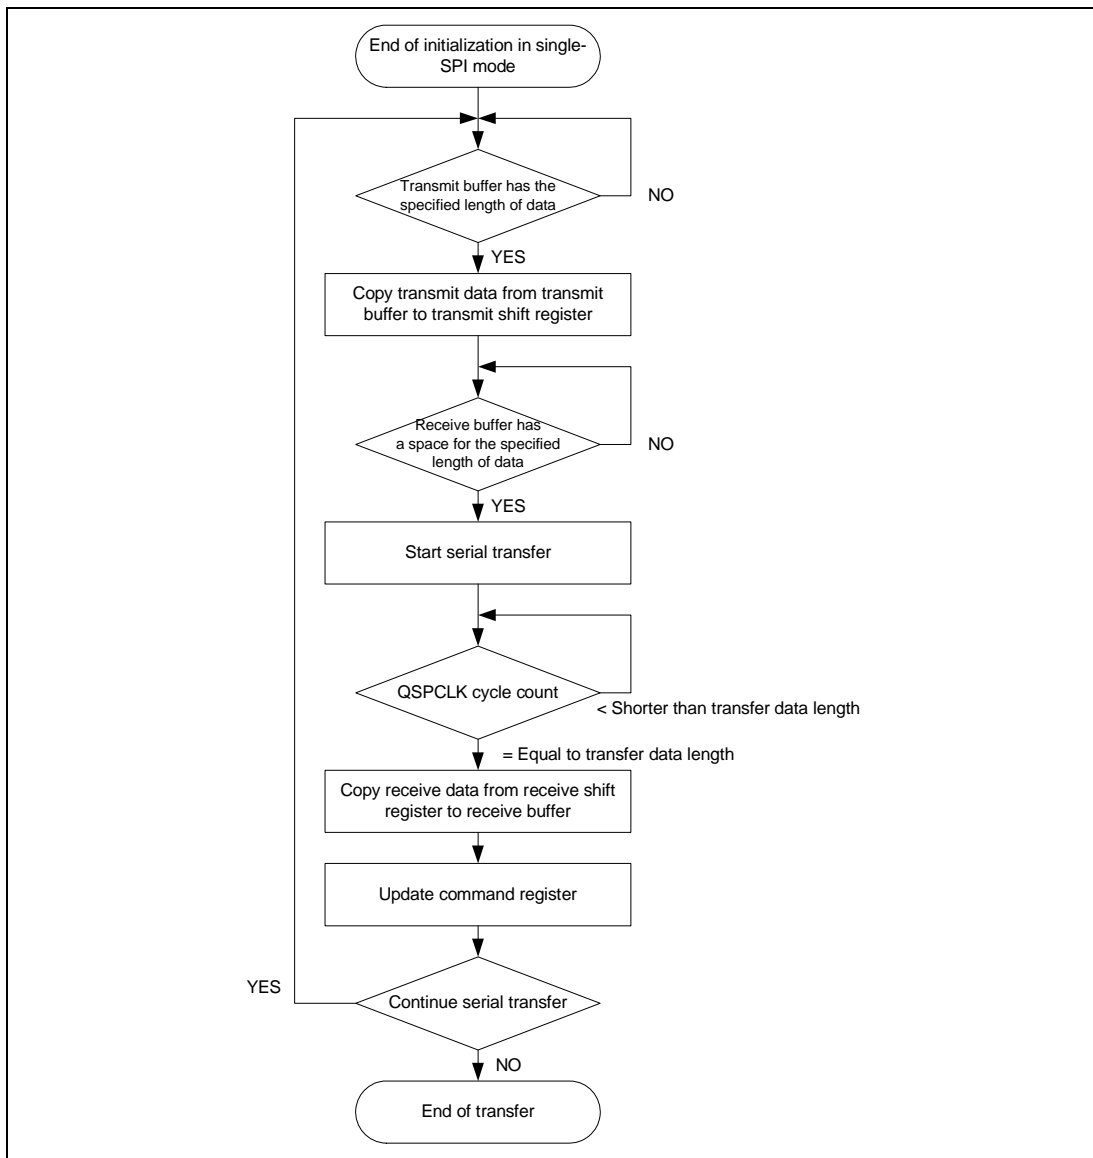 End of initialization in single-
SPI mode
Transmit buffer has the
specified length of data
NO
YES
Copy transmit data from transmit
buffer to transmit shift register
Receive buffer has
a space for the specified
length of data
NO
YES
Start serial transfer
QSPCLK cycle count
< Shorter than transfer data length
= Equal to transfer data length
Copy receive data from receive shift
register to receive buffer
Update command register
YES
Continue serial transfer
NO
End of transfer